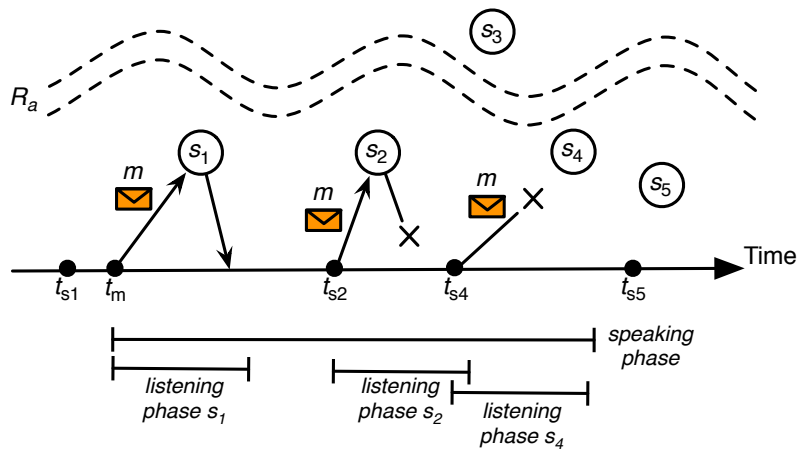 s3
Ra
s1
s2
s4
s5
m
m
m
Time
ts1
tm
ts2
ts4
ts5
speaking
phase
listening
phase s1
listening
phase s2
listening
phase s4